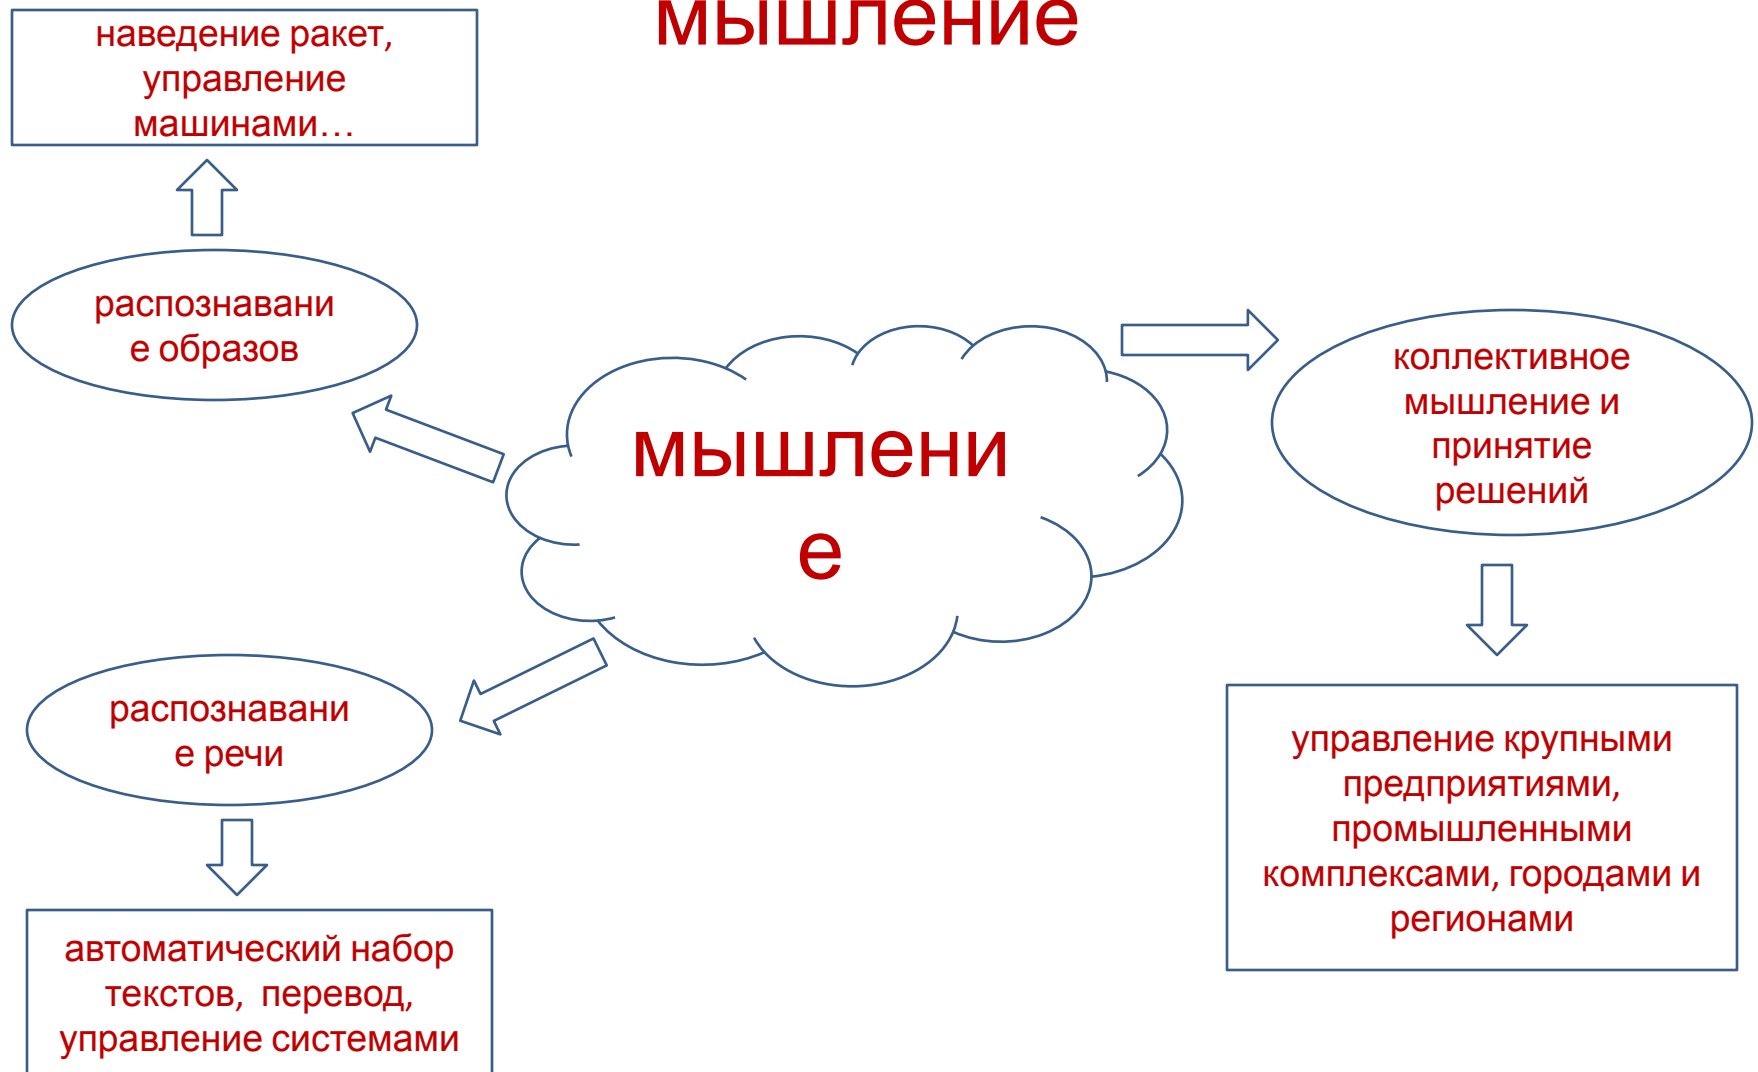 мышление
наведение ракет,
управление
машинами…
распознавани
е образов
мышлени
е
коллективное
мышление и
принятие
решений
распознавани
е речи
управление крупными
предприятиями,
промышленными
комплексами, городами и
регионами
автоматический набор
текстов, перевод,
управление системами